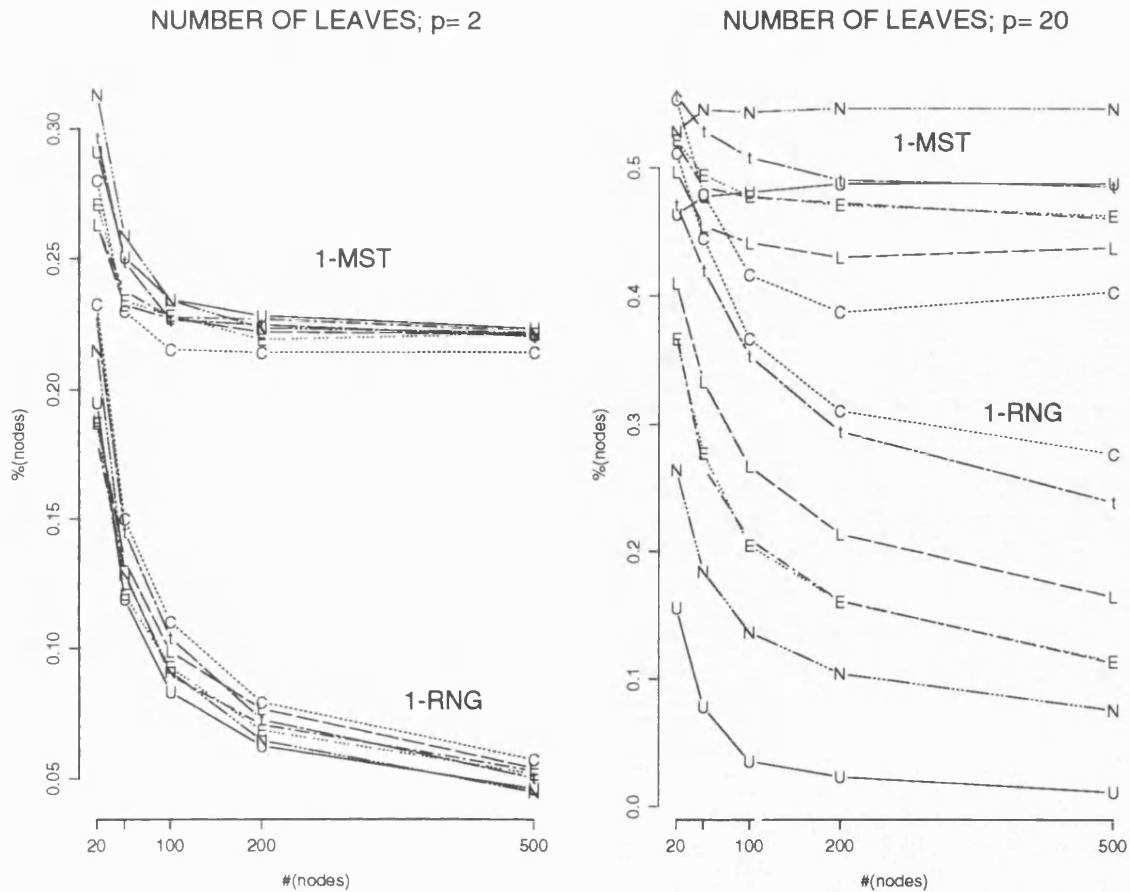 NUMBER OF LEAVES; p= 2
0.30
0.25
0.20
0.15
0.10
0.05
%(nodes)
1-MST
1-RNG
20
100
200
500
#(nodes)
NUMBER OF LEAVES; p= 20
0.5
0.4
0.3
0.2
0.1
0.0
%(nodes)
1-MST
1-RNG
20
100
200
500
#(nodes)